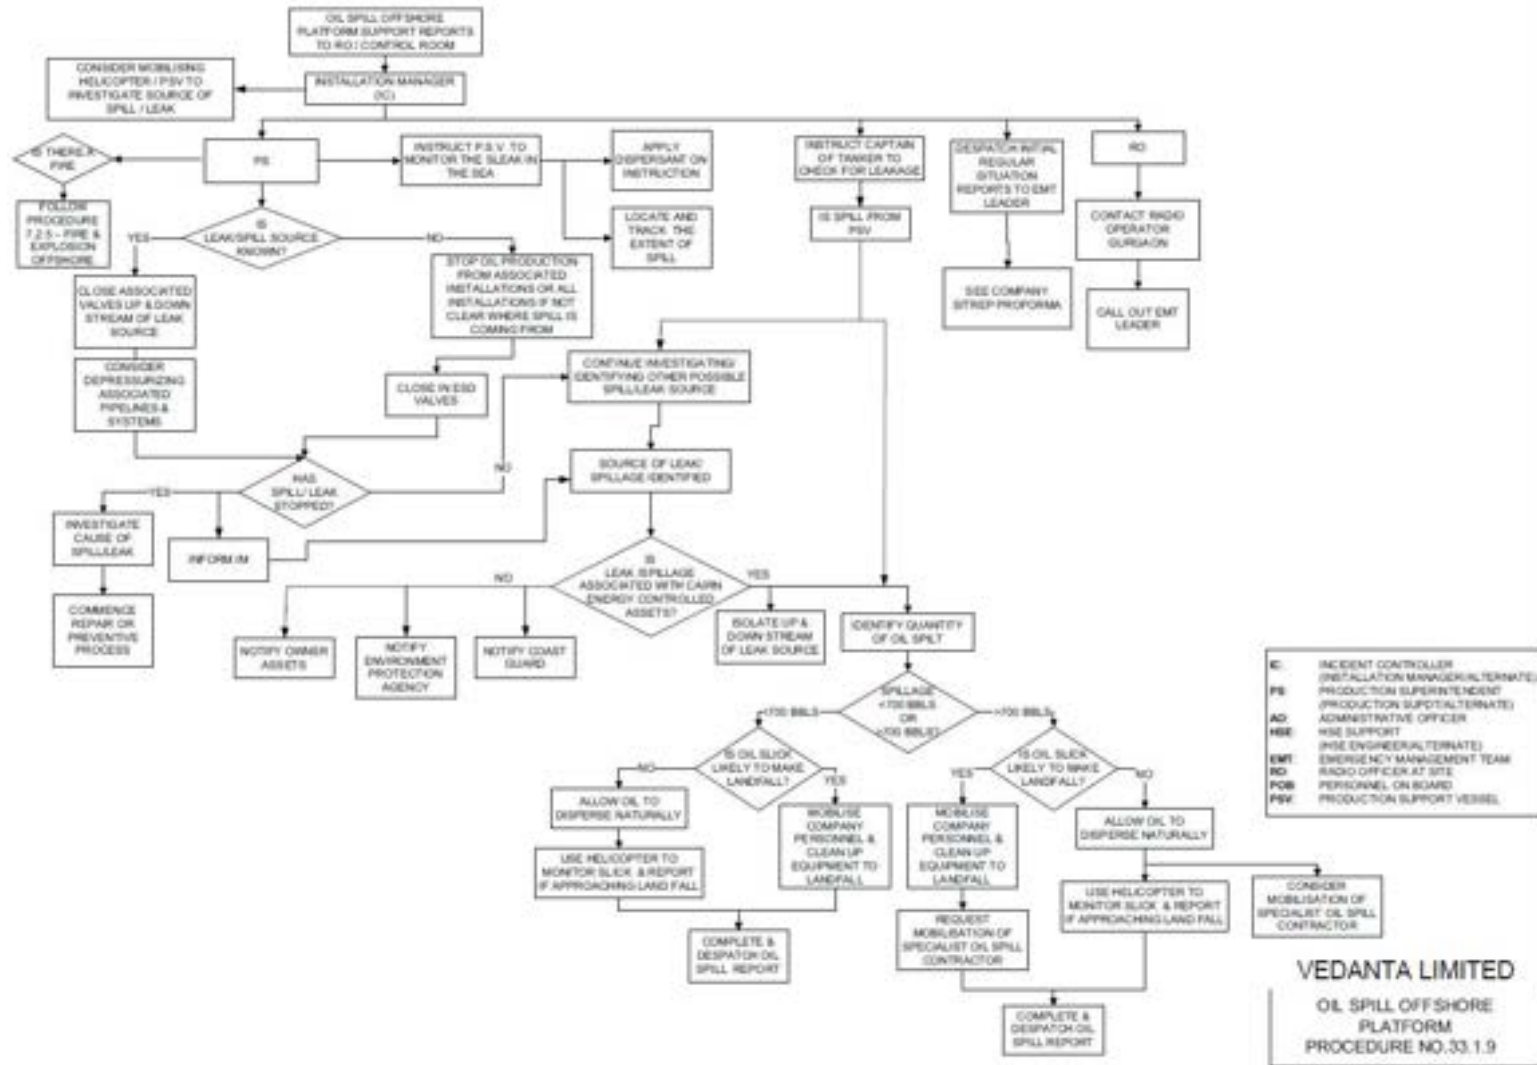 OIL SPILL OFFSHORE
PLATFORM SUPPORT REPORTS
TO RO / CONTROL ROOM
CONSIDER MOBILISING
HELICOPTER / PSV TO
INVESTIGATE SOURCE OF
SPILL / LEAK
INSTALLATION MANAGER
(IC)
IS THERE A
FIRE
PS
INSTRUCT P.S.V. TO
MONITOR THE SLEAK IN
THE SEA
APPLY
DISPERSANT ON
INSTRUCTION
INSTRUCT CAPTAIN
OF TANKER TO
CHECK FOR LEAKAGE
DESPATCH INITIAL
REGULAR
SITUATION
REPORTS TO EMT
LEADER
RO
FOLLOW
PROCEDURE
7.2.5 - FIRE &
EXPLOSION
OFFSHORE
YES
IS
LEAK/SPILL SOURCE
KNOWN?
NO
LOCATE AND
TRACK THE
EXTENT OF
SPILL
IS SPILL FROM
PSV
CONTACT RADIO
OPERATOR
GURGAON
CLOSE ASSOCIATED
VALVES UP & DOWN
STREAM OF LEAK
SOURCE
STOP OIL PRODUCTION
FROM ASSOCIATED
INSTALLATIONS OR ALL
INSTALLATIONS IF NOT
CLEAR WHERE SPILL IS
COMING FROM
SEE COMPANY
SITREP PROFORMA
CALL OUT EMT
LEADER
CONSIDER
DEPRESSURIZING
ASSOCIATED
PIPELINES &
SYSTEMS
CLOSE IN ESD
VALVES
CONTINUE INVESTIGATING/
IDENTIFYING OTHER POSSIBLE
SPILL/LEAK SOURCE
YES
HAS
SPILL/ LEAK
STOPPED?
NO
SOURCE OF LEAK/
SPILLAGE IDENTIFIED
INVESTIGATE
CAUSE OF
SPILL/LEAK
INFORM IM
COMMENCE
REPAIR OR
PREVENTIVE
PROCESS
NO
IS
LEAK /SPILLAGE
ASSOCIATED WITH CAIRN
ENERGY CONTROLLED
ASSETS?
YES
NOTIFY OWNER
ASSETS
NOTIFY
ENVIRONMENT
PROTECTION
AGENCY
NOTIFY COAST
GUARD
ISOLATE UP &
DOWN STREAM
OF LEAK SOURCE
IDENTIFY QUANTITY
OF OIL SPILT
IC: INCIDENT CONTROLLER
(INSTALLATION MANAGER/ALTERNATE)
PS: PRODUCTION SUPERINTENDENT
(PRODUCTION SUPDT/ALTERNATE)
AO: ADMINISTRATIVE OFFICER
HSE: HSE SUPPORT
(HSE ENGINEER/ALTERNATE)
EMT: EMERGENCY MANAGEMENT TEAM
RO: RADIO OFFICER AT SITE
POB: PERSONNEL ON BOARD
PSV: PRODUCTION SUPPORT VESSEL
<700 BBLS
SPILLAGE
<700 BBLS
OR
>700 BBLS?
>700 BBLS
NO
IS OIL SLICK
LIKELY TO MAKE
LANDFALL?
YES
YES
IS OIL SLICK
LIKELY TO MAKE
LANDFALL?
NO
ALLOW OIL TO
DISPERSE NATURALLY
MOBILISE
COMPANY
PERSONNEL &
CLEAN UP
EQUIPMENT TO
LANDFALL
MOBILISE
COMPANY
PERSONNEL &
CLEAN UP
EQUIPMENT TO
LANDFALL
ALLOW OIL TO
DISPERSE NATURALLY
USE HELICOPTER TO
MONITOR SLICK & REPORT
IF APPROACHING LAND FALL
USE HELICOPTER TO
MONITOR SLICK & REPORT
IF APPROACHING LAND FALL
CONSIDER
MOBILISATION OF
SPECIALIST OIL SPILL
CONTRACTOR
COMPLETE &
DESPATCH OIL
SPILL REPORT
REQUEST
MOBILISATION OF
SPECIALIST OIL SPILL
CONTRACTOR
COMPLETE &
DESPATCH OIL
SPILL REPORT
VEDANTA LIMITED
OIL SPILL OFFSHORE
PLATFORM
PROCEDURE NO.33.1.9